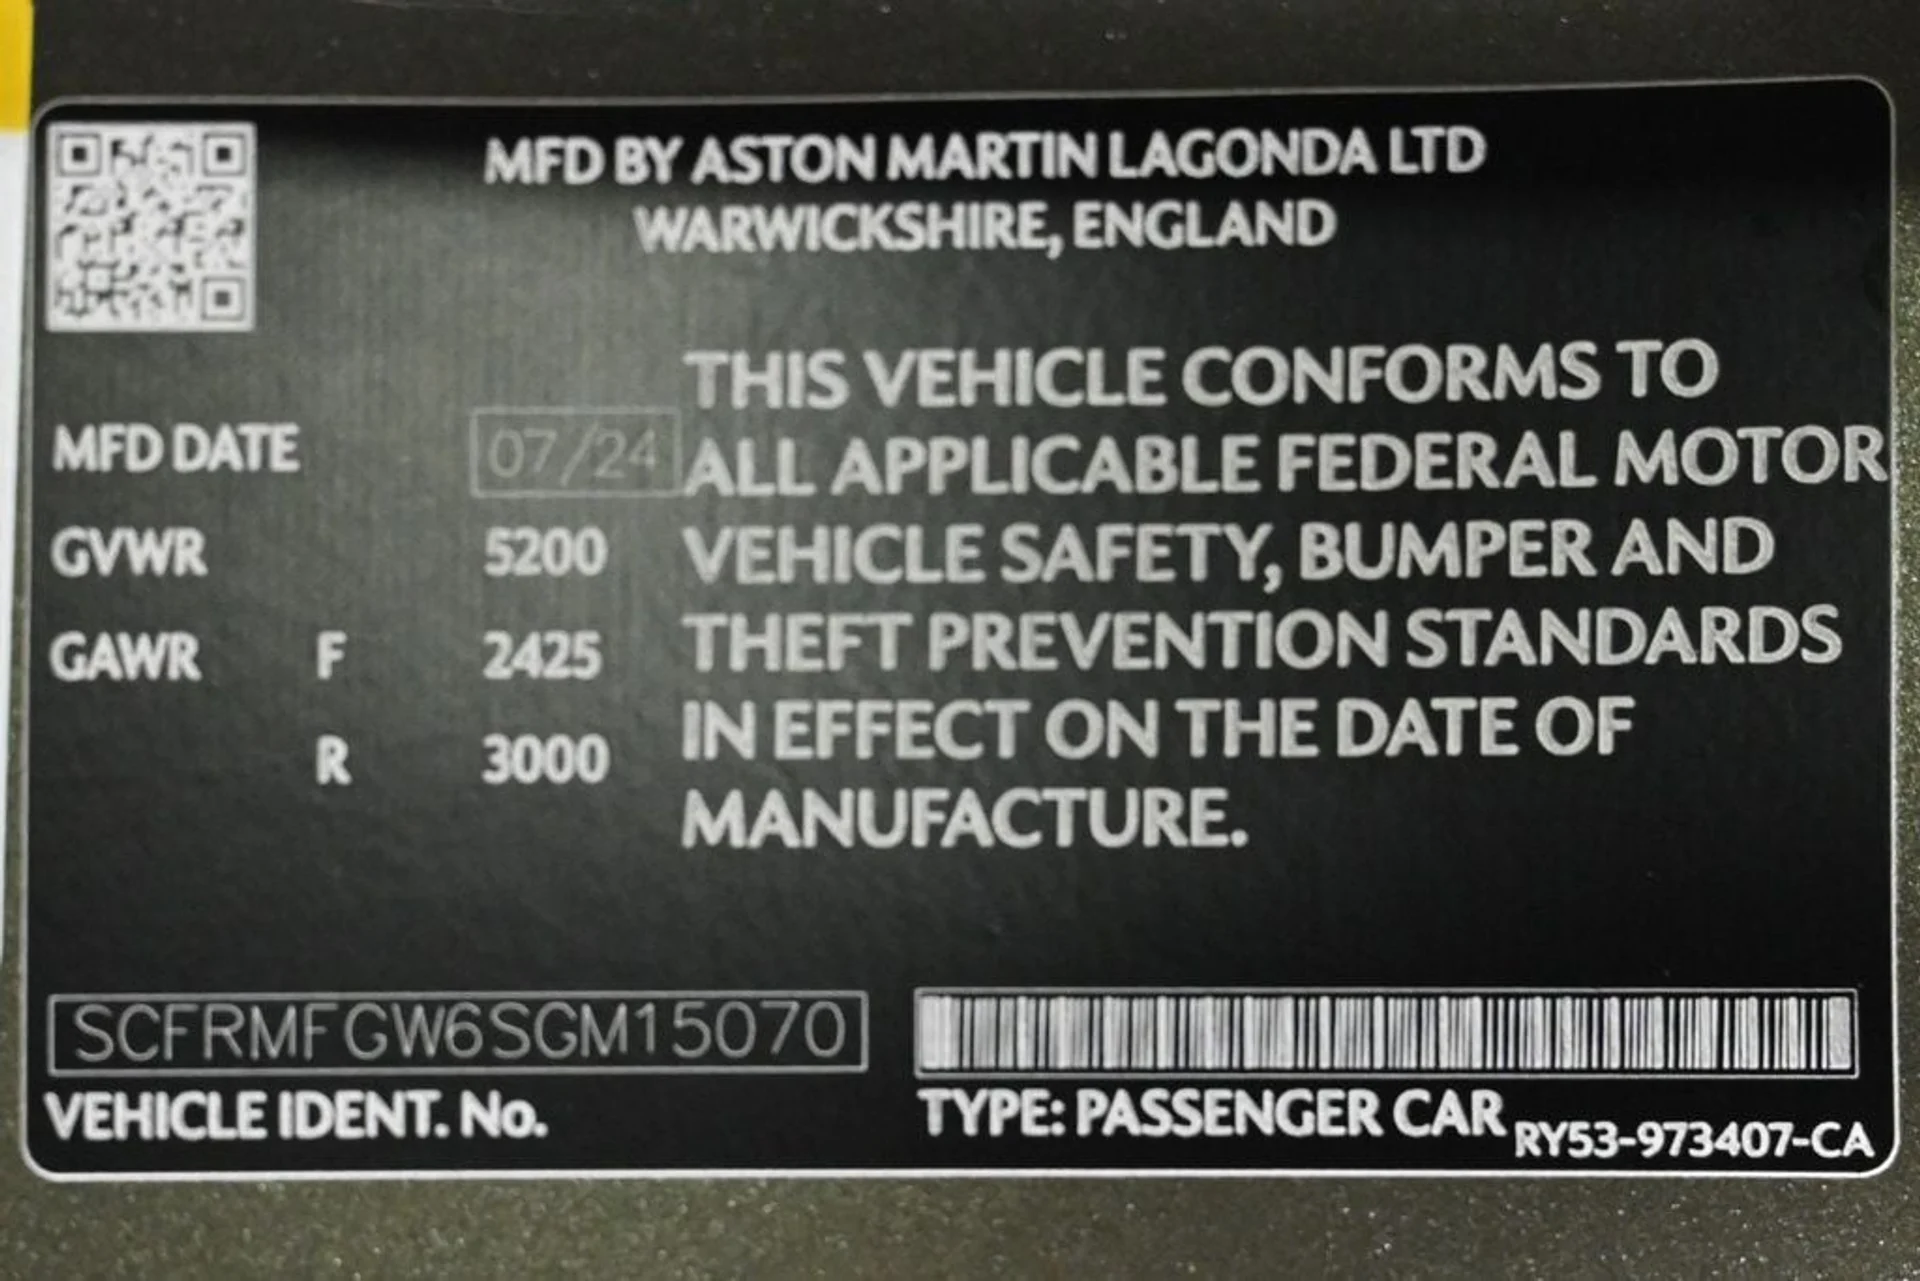 MFD BY ASTON MARTIN LAGONDA LTD
WARWICKSHIRE, ENGLAND
THIS VEHICLE CONFORMS TO
ALL APPLICABLE FEDERAL MOTOR
VEHICLE SAFETY, BUMPER AND
THEFT PREVENTION STANDARDS
IN EFFECT ON THE DATE OF
MANUFACTURE.
MFD DATE 07/24
GVWR 5200
GAWR F 2425
R 3000
SCFRMFGW6SGM15070
VEHICLE IDENT. No.
TYPE: PASSENGER CAR
RY53-973407-CA